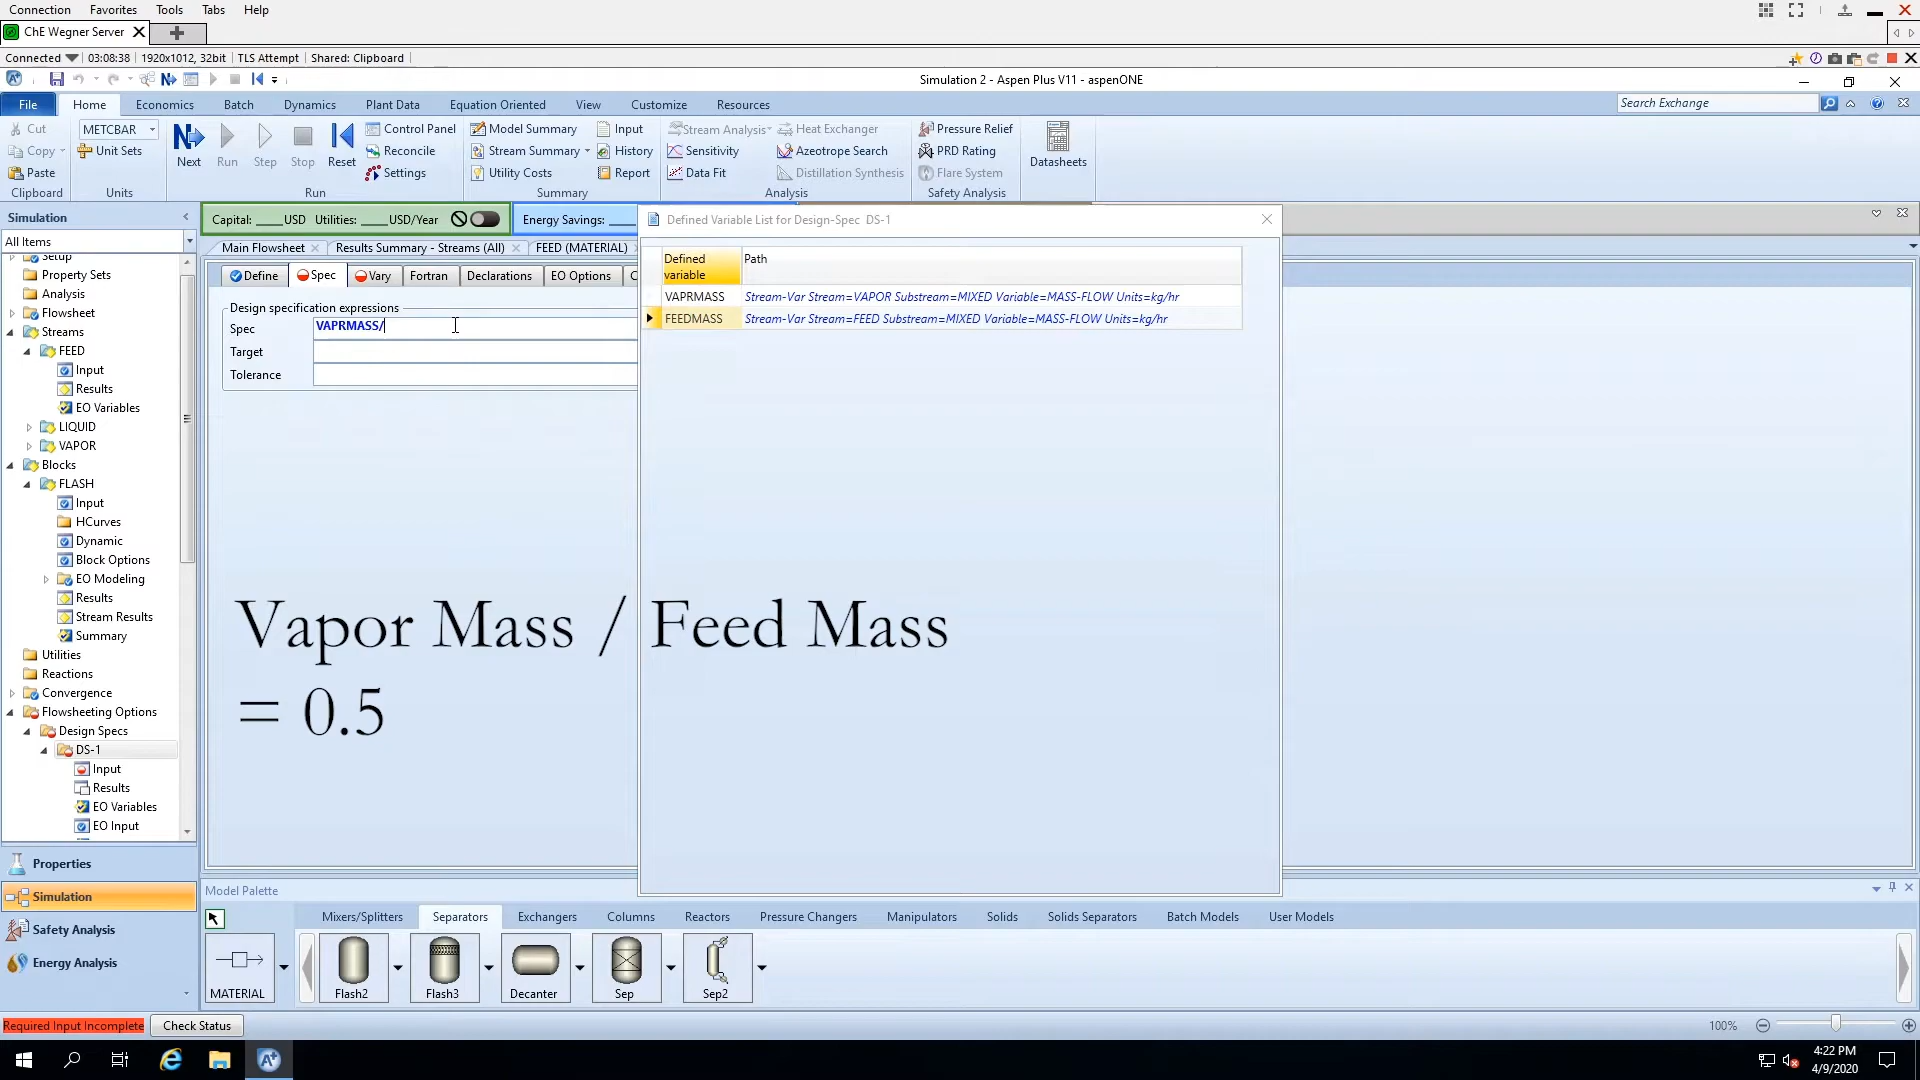 Connection Favorites Tools Tabs Help
ChE Wegner Server
Connected 03:08:38 1920x1012, 32bit TLS Attempt Shared: Clipboard
Simulation 2 - Aspen Plus V11 - aspenONE
File Home Economics Batch Dynamics Plant Data Equation Oriented View Customize Resources Search Exchange
Cut METCBAR Control Panel Model Summary Input Stream Analysis Heat Exchanger Pressure Relief
Copy Unit Sets Next Run Step Stop Reset Reconcile Stream Summary History Sensitivity Azeotrope Search PRD Rating Datasheets
Paste Settings Utility Costs Report Data Fit Distillation Synthesis Flare System
Clipboard Units Run Summary Analysis Safety Analysis
Simulation
Capital: ____USD Utilities: ____USD/Year Energy Savings: ____
Defined Variable List for Design-Spec DS-1
All Items
Main Flowsheet Results Summary - Streams (All) FEED (MATERIAL)
Define Spec Vary Fortran Declarations EO Options C
Defined variable Path
VAPRMASS Stream-Var Stream=VAPOR Substream=MIXED Variable=MASS-FLOW Units=kg/hr
FEEDMASS Stream-Var Stream=FEED Substream=MIXED Variable=MASS-FLOW Units=kg/hr
Design specification expressions
Spec VAPRMASS/
Target
Tolerance
Setup
Property Sets
Analysis
Flowsheet
Streams
FEED
Input
Results
EO Variables
LIQUID
VAPOR
Blocks
FLASH
Input
HCurves
Dynamic
Block Options
EO Modeling
Results
Stream Results
Summary
Utilities
Reactions
Convergence
Flowsheeting Options
Design Specs
DS-1
Input
Results
EO Variables
EO Input
Vapor Mass / Feed Mass
= 0.5
Properties
Simulation
Safety Analysis
Energy Analysis
Model Palette
Mixers/Splitters Separators Exchangers Columns Reactors Pressure Changers Manipulators Solids Solids Separators Batch Models User Models
MATERIAL Flash2 Flash3 Decanter Sep Sep2
Required Input Incomplete Check Status 100%
4:22 PM
4/9/2020